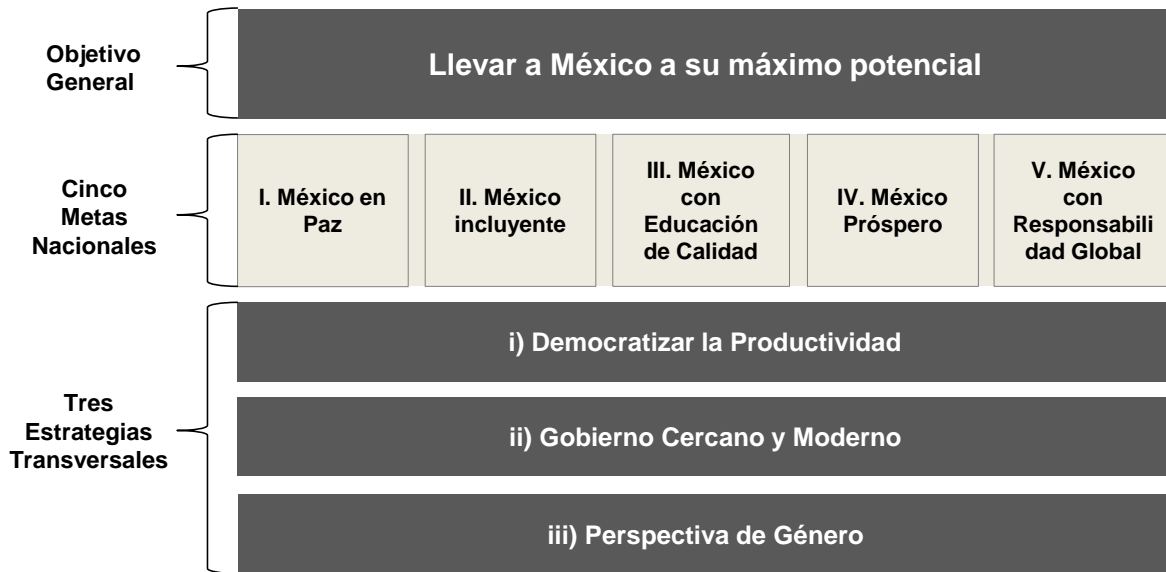 Objetivo
General
Llevar a México a su máximo potencial
Cinco
Metas
Nacionales
I. México en
Paz
II. México
incluyente
III. México
con
Educación
de Calidad
IV. México
Próspero
V. México
con
Responsabili
dad Global
Tres
Estrategias
Transversales
i) Democratizar la Productividad
ii) Gobierno Cercano y Moderno
iii) Perspectiva de Género